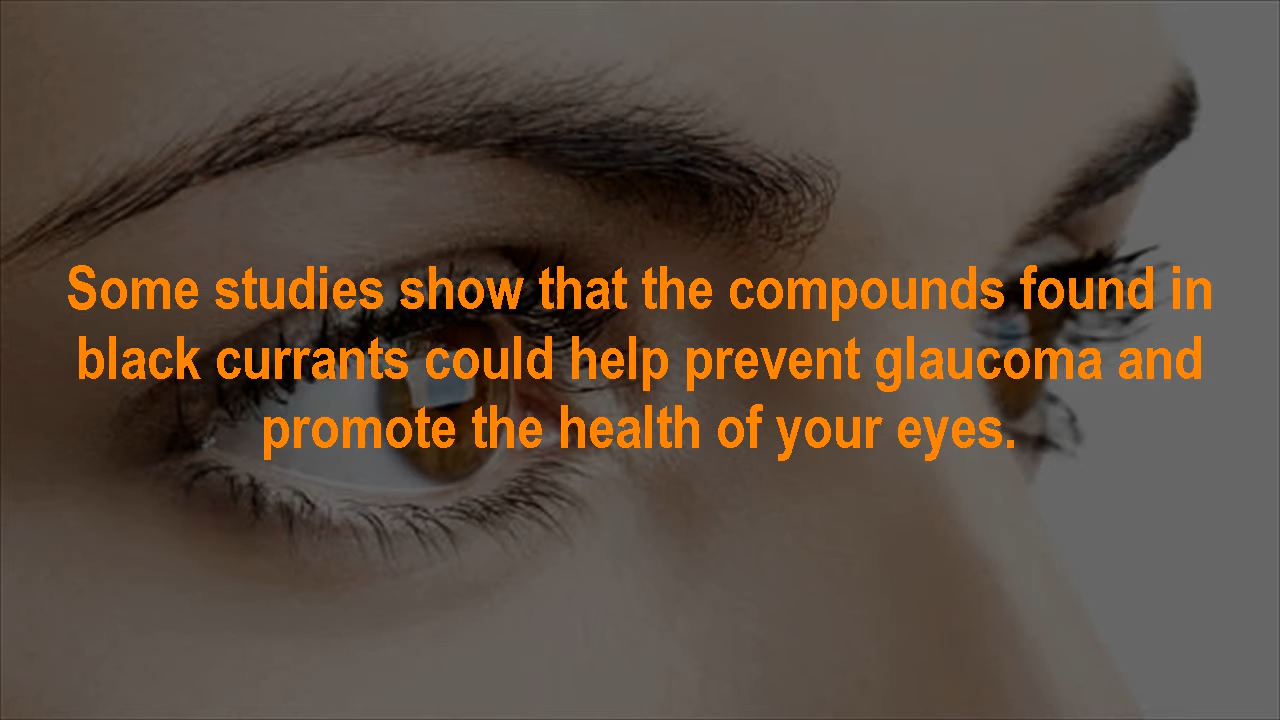 Some studies show that the compounds found in
black currants could help prevent glaucoma and
promote the health of your eyes.